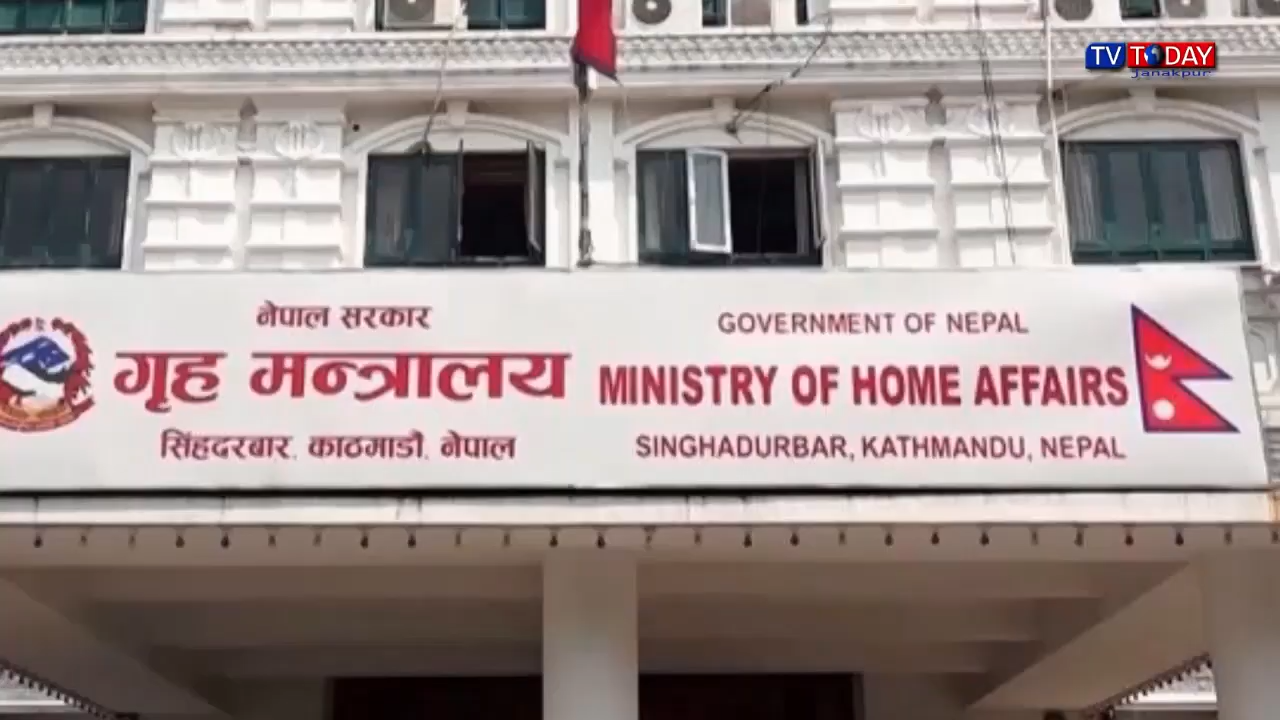 TV TODAY
Janakpur
नेपाल सरकार
गृह मन्त्रालय
सिंहदरबार, काठमाडौं, नेपाल
GOVERNMENT OF NEPAL
MINISTRY OF HOME AFFAIRS
SINGHADURBAR, KATHMANDU, NEPAL